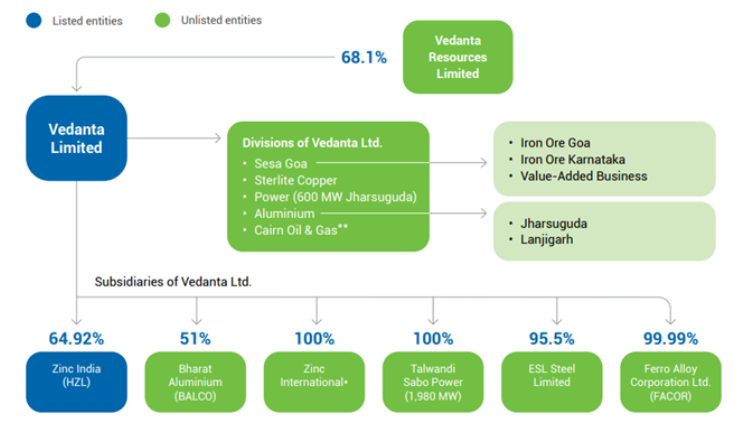 Listed entities
Unlisted entities
Vedanta
Resources
Limited
68.1%
Vedanta
Limited
Divisions of Vedanta Ltd.
• Sesa Goa
• Sterlite Copper
• Power (600 MW Jharsuguda)
• Aluminium
• Cairn Oil & Gas**
• Iron Ore Goa
• Iron Ore Karnataka
• Value-Added Business
• Jharsuguda
• Lanjigarh
Subsidiaries of Vedanta Ltd.
64.92%
Zinc India
(HZL)
51%
Bharat
Aluminium
(BALCO)
100%
Zinc
International*
100%
Talwandi
Sabo Power
(1,980 MW)
95.5%
ESL Steel
Limited
99.99%
Ferro Alloy
Corporation Ltd.
(FACOR)